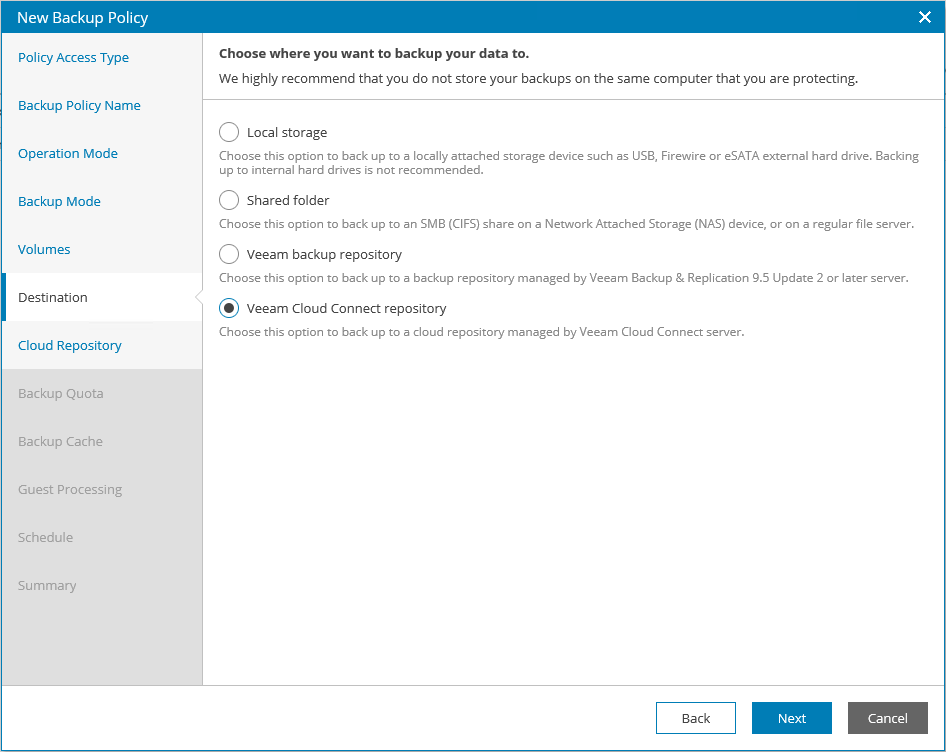 New Backup Policy
Policy Access Type
Backup Policy Name
Operation Mode
Backup Mode
Volumes
Destination
Cloud Repository
Backup Quota
Backup Cache
Guest Processing
Schedule
Summary
Choose where you want to backup your data to.
We highly recommend that you do not store your backups on the same computer that you are protecting.
Local storage
Choose this option to back up to a locally attached storage device such as USB, Firewire or eSATA external hard drive. Backing
up to internal hard drives is not recommended.
Shared folder
Choose this option to back up to an SMB (CIFS) share on a Network Attached Storage (NAS) device, or on a regular file server.
Veeam backup repository
Choose this option to back up to a backup repository managed by Veeam Backup & Replication 9.5 Update 2 or later server.
Veeam Cloud Connect repository
Choose this option to back up to a cloud repository managed by Veeam Cloud Connect server.
Back
Next
Cancel